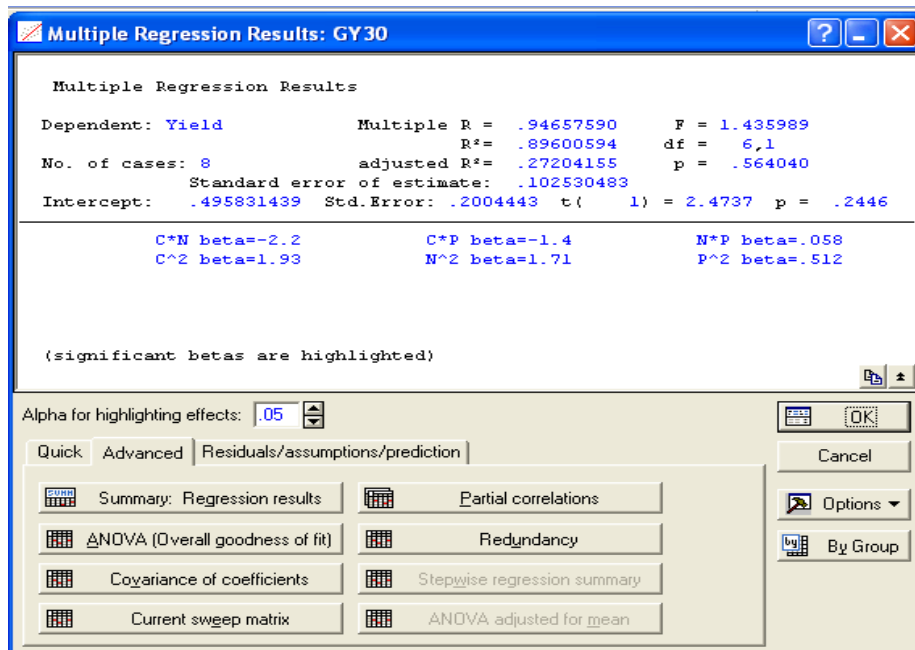 Multiple Regression Results: GY30
Multiple Regression Results
Dependent: Yield Multiple R = .94657590 F = 1.435989
R²= .89600594 df = 6,1
No. of cases: 8 adjusted R²= .27204155 p = .564040
Standard error of estimate: .102530483
Intercept: .495831439 Std.Error: .2004443 t( 1) = 2.4737 p = .2446
C*N beta=-2.2 C*P beta=-1.4 N*P beta=.058
C^2 beta=1.93 N^2 beta=1.71 P^2 beta=.512
(significant betas are highlighted)
Alpha for highlighting effects: .05
OK
Quick Advanced Residuals/assumptions/prediction
Cancel
Summary: Regression results Partial correlations
Options
ANOVA (Overall goodness of fit) Redundancy
By Group
Covariance of coefficients Stepwise regression summary
Current sweep matrix ANOVA adjusted for mean